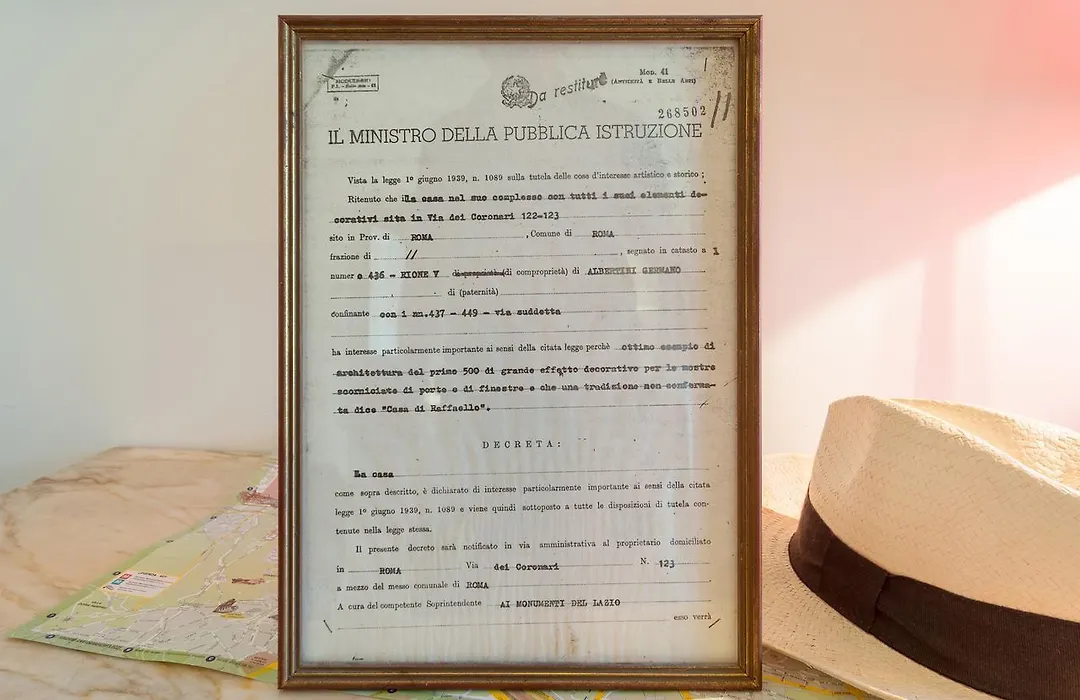 Da restituire
Mod. 41
(Antichità e Belle Arti)
268502
IL MINISTRO DELLA PUBBLICA ISTRUZIONE
Vista la legge 1º giugno 1939, n. 1089 sulla tutela delle cose d'interesse artistico e storico ;
Ritenuto che il La casa nel suo complesso con tutti i suoi elementi de-
corativi sita in Via dei Coronari 122-123
sito in Prov. di ROMA , Comune di ROMA
frazione di // , segnato in catasto a l
numer o 436 - RIONE V di proprietà (di comproprietà) di ALBERTINI GERMANO
di (paternità)
confinante con i nn.437 - 449 - via suddetta
ha interesse particolarmente importante ai sensi della citata legge perchè ottimo esempio di
architettura del primo 500 di grande effetto decorativo per le mostre
scorniciate di porte e di finestre e che una tradizione non conferma-
ta dice "Casa di Raffaello".
DECRETA:
La casa
come sopra descritto, è dichiarato di interesse particolarmente importante ai sensi della citata
legge 1º giugno 1939, n. 1089 e viene quindi sottoposto a tutte le disposizioni di tutela con-
tenute nella legge stessa.
Il presente decreto sarà notificato in via amministrativa al proprietario domiciliato
in ROMA Via dei Coronari N. 123
a mezzo del messo comunale di ROMA
A cura del competente Soprintendente AI MONUMENTI DEL LAZIO
esso verrà